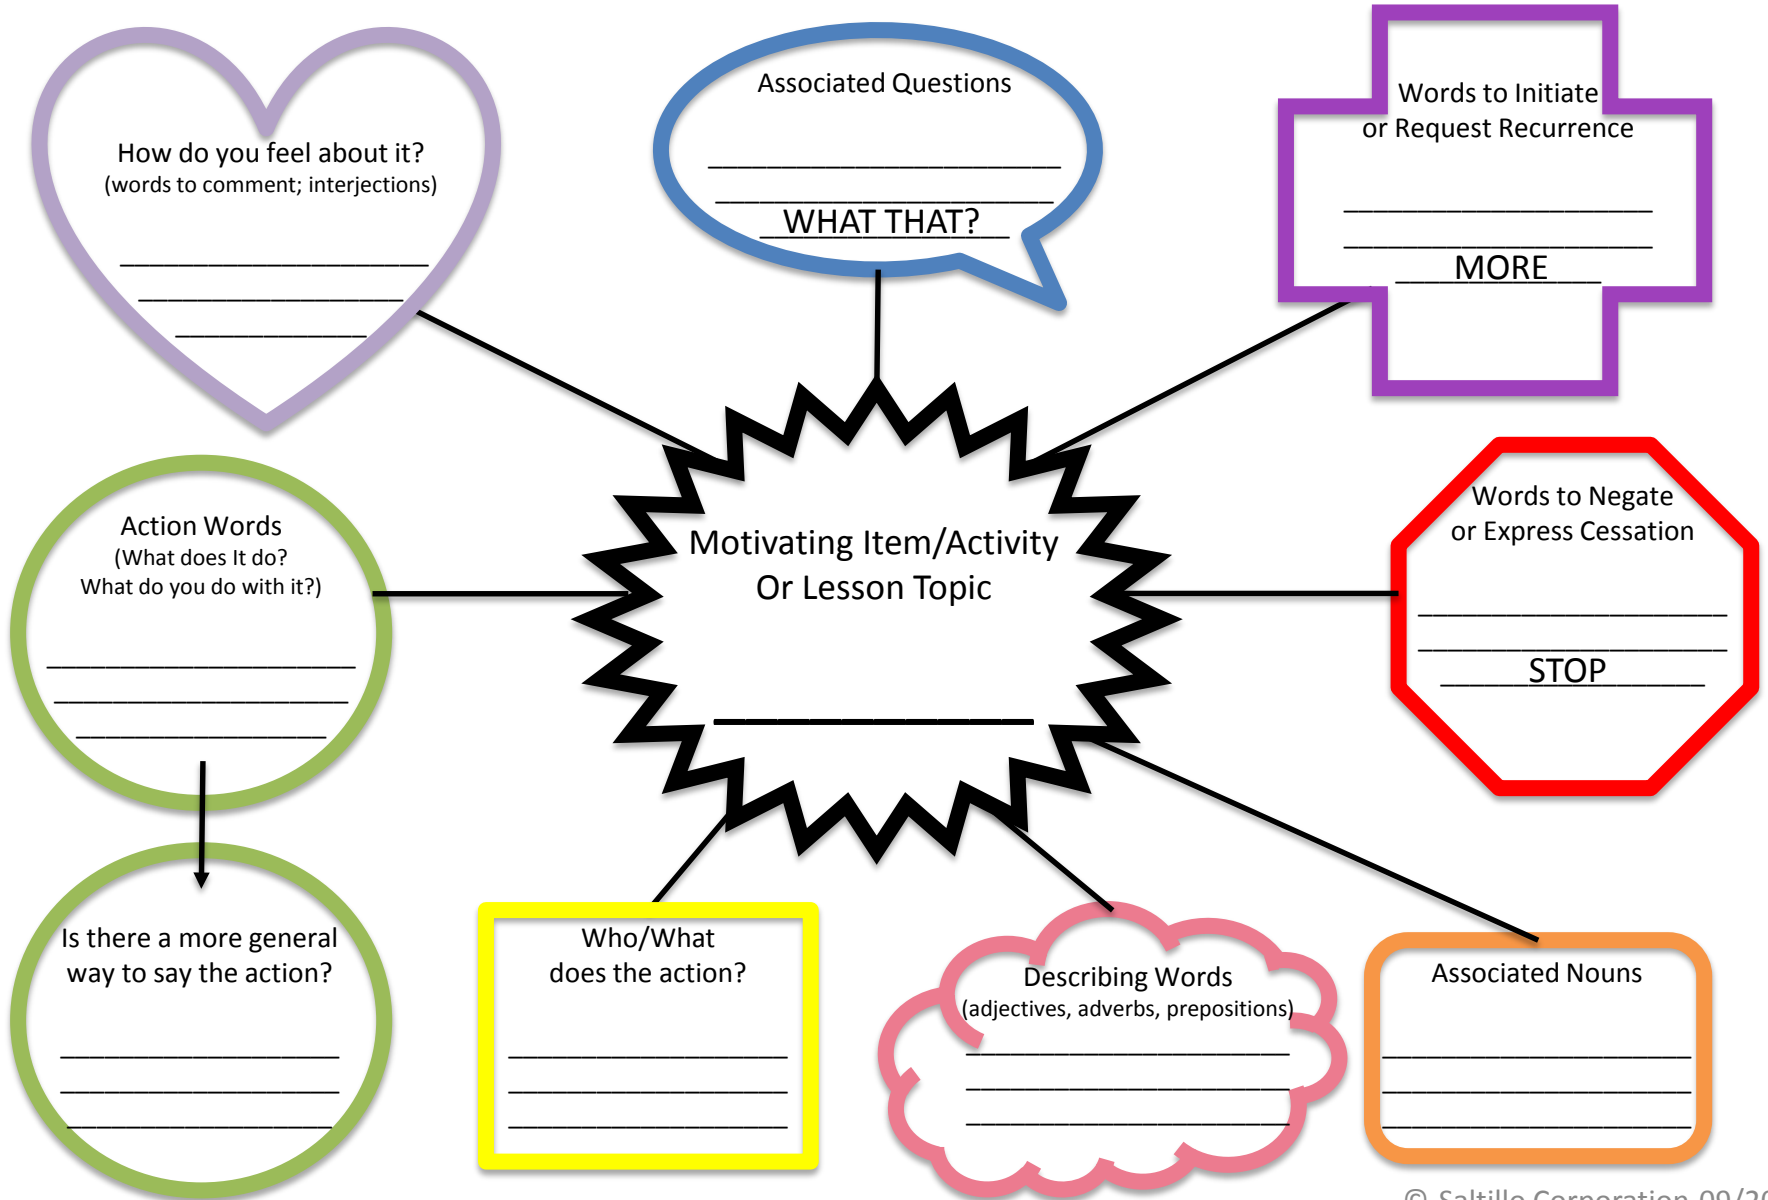 How do you feel about it?
(words to comment; interjections)
Associated Questions
WHAT THAT?
Words to Initiate
or Request Recurrence
MORE
Action Words
(What does It do?
What do you do with it?)
Motivating Item/Activity
Or Lesson Topic
Words to Negate
or Express Cessation
STOP
Is there a more general
way to say the action?
Who/What
does the action?
Describing Words
(adjectives, adverbs, prepositions)
Associated Nouns
© Saltillo Corporation